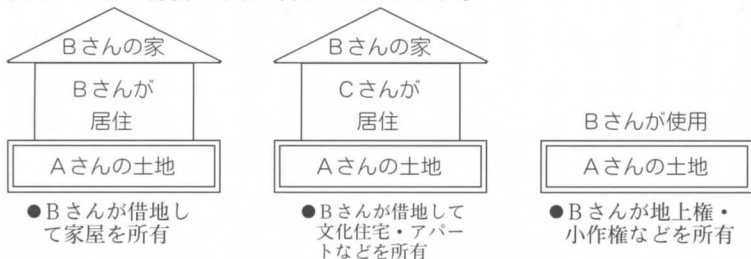 Bさんの家
Bさんが
居住
Aさんの土地
●Bさんが借地し
て家屋を所有
Bさんの家
Cさんが
居住
Aさんの土地
●Bさんが借地して
文化住宅・アパー
トなどを所有
Bさんが使用
Aさんの土地
●Bさんが地上権・
小作権などを所有